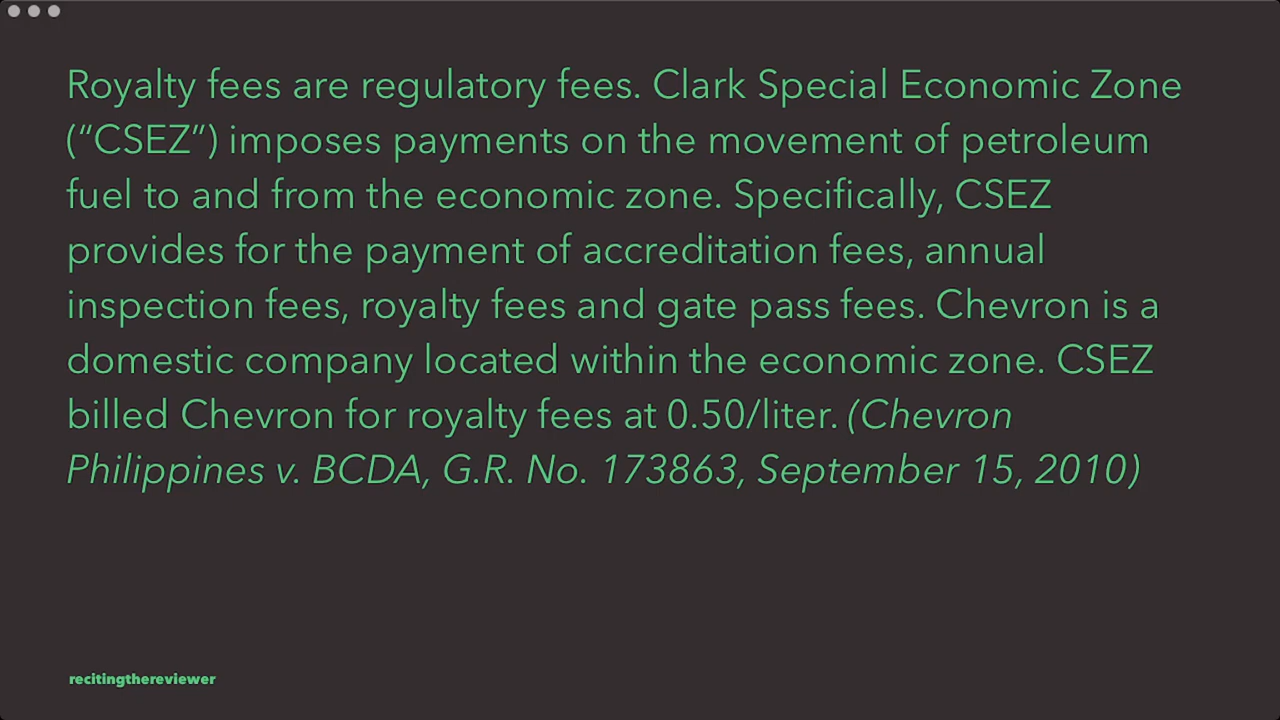 Royalty fees are regulatory fees. Clark Special Economic Zone
(“CSEZ”) imposes payments on the movement of petroleum
fuel to and from the economic zone. Specifically, CSEZ
provides for the payment of accreditation fees, annual
inspection fees, royalty fees and gate pass fees. Chevron is a
domestic company located within the economic zone. CSEZ
billed Chevron for royalty fees at 0.50/liter. (Chevron
Philippines v. BCDA, G.R. No. 173863, September 15, 2010)
recitingthereviewer